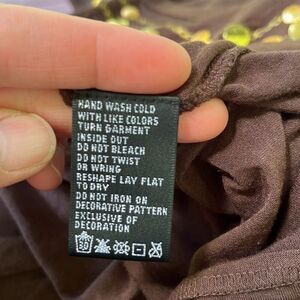 HAND WASH COLD
WITH LIKE COLORS
TURN GARMENT
INSIDE OUT
DO NOT BLEACH
DO NOT TWIST
OR WRING
RESHAPE LAY FLAT
TO DRY
DO NOT IRON ON
DECORATIVE PATTERN
EXCLUSIVE OF
DECORATION
30